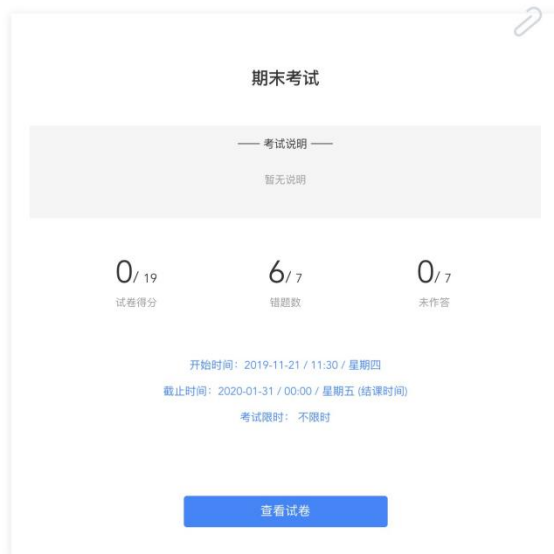 期末考试
—— 考试说明 ——
暂无说明
0/ 19
6/ 7
0/ 7
试卷得分
错题数
未作答
开始时间：2019-11-21 / 11:30 / 星期四
截止时间：2020-01-31 / 00:00 / 星期五 (结课时间)
考试限时： 不限时
查看试卷